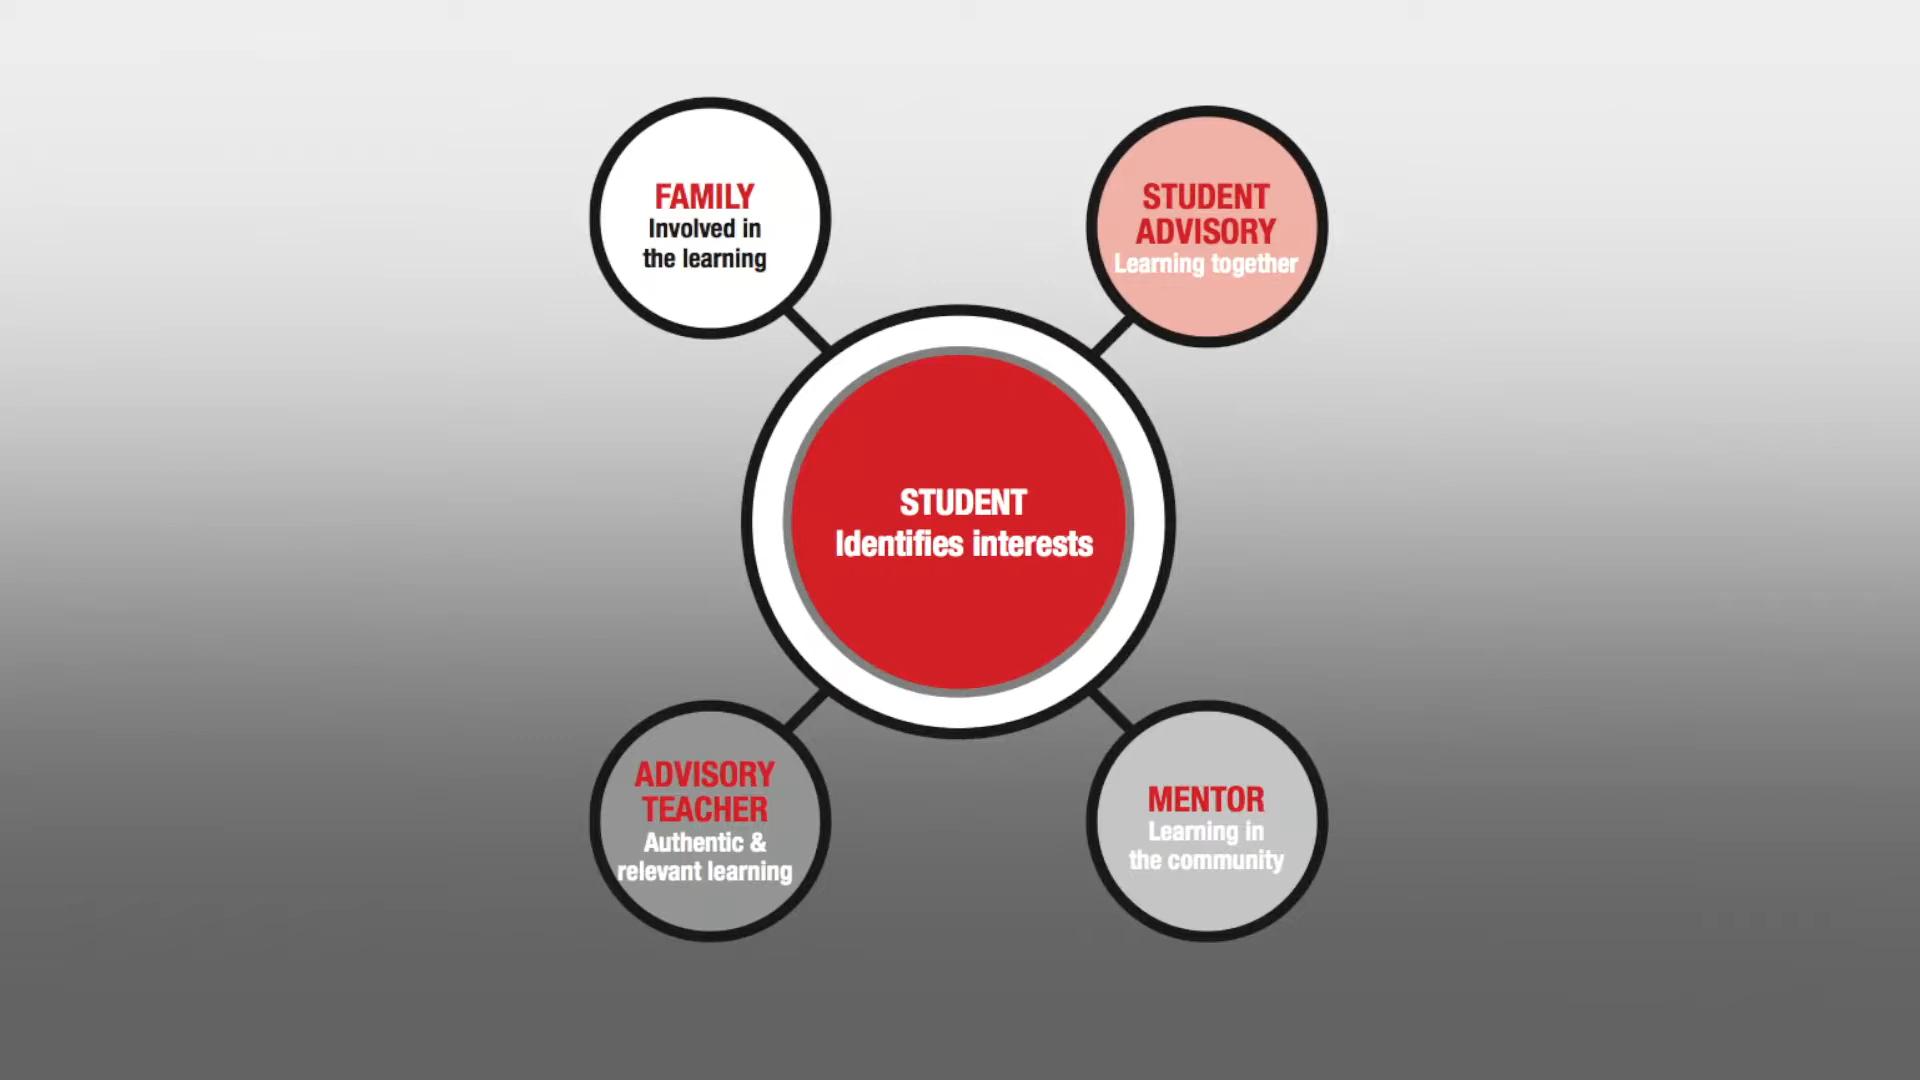 FAMILY
Involved in
the learning
STUDENT
ADVISORY
Learning together
STUDENT
Identifies interests
ADVISORY
TEACHER
Authentic &
relevant learning
MENTOR
Learning in
the community